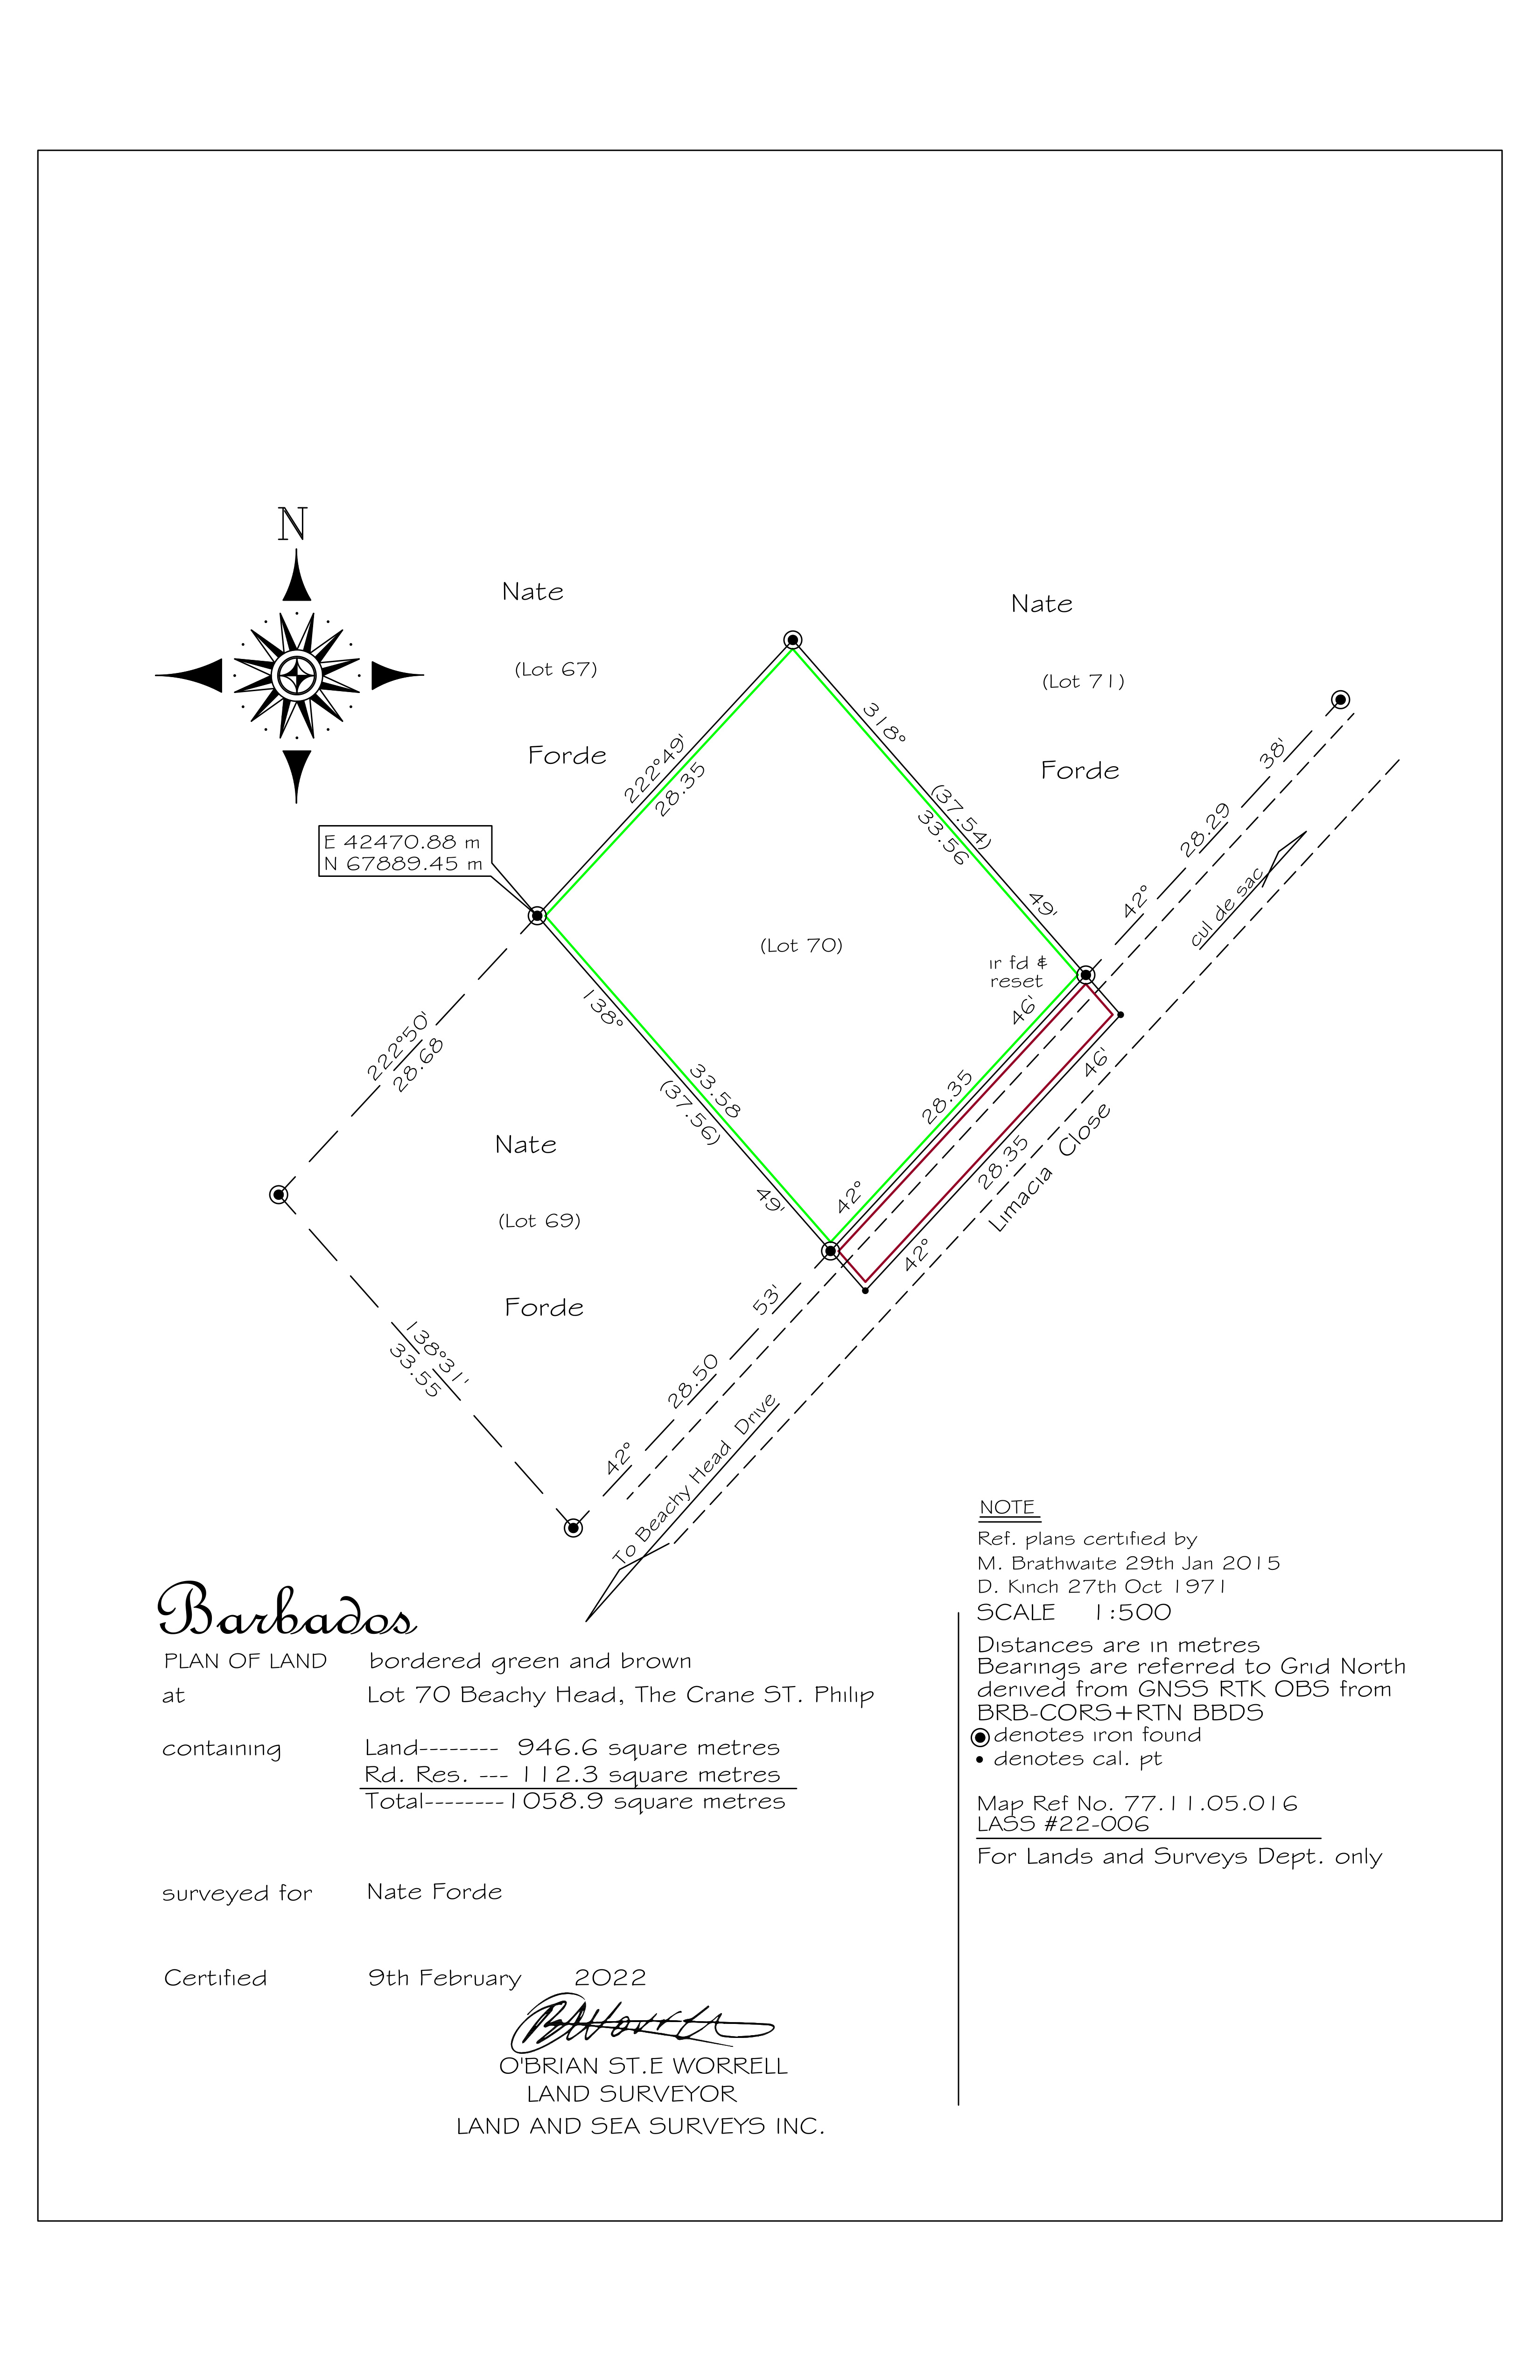 N
Nate
(Lot 67)
Forde
Nate
(Lot 71)
Forde
222°49'
28.35
318°
(37.54)
33.56
49'
38'
28.29
42°
cul de sac
E 42470.88 m
N 67889.45 m
(Lot 70)
ir fd &
reset
46'
28.35
42°
138°
33.58
(37.56)
49'
46'
28.35
42°
Limacia Close
222°50'
28.68
Nate
(Lot 69)
Forde
138°31'
33.55
53'
28.50
42°
To Beachy Head Drive
Barbados
PLAN OF LAND bordered green and brown
at Lot 70 Beachy Head, The Crane ST. Philip
containing Land-------- 946.6 square metres
Rd. Res. --- 112.3 square metres
Total--------1058.9 square metres
surveyed for Nate Forde
Certified 9th February 2022
O'BRIAN ST.E WORRELL
LAND SURVEYOR
LAND AND SEA SURVEYS INC.
NOTE
Ref. plans certified by
M. Brathwaite 29th Jan 2015
D. Kinch 27th Oct 1971
SCALE 1:500
Distances are in metres
Bearings are referred to Grid North
derived from GNSS RTK OBS from
BRB-CORS+RTN BBDS
denotes iron found
denotes cal. pt
Map Ref No. 77.11.05.016
LASS #22-006
For Lands and Surveys Dept. only